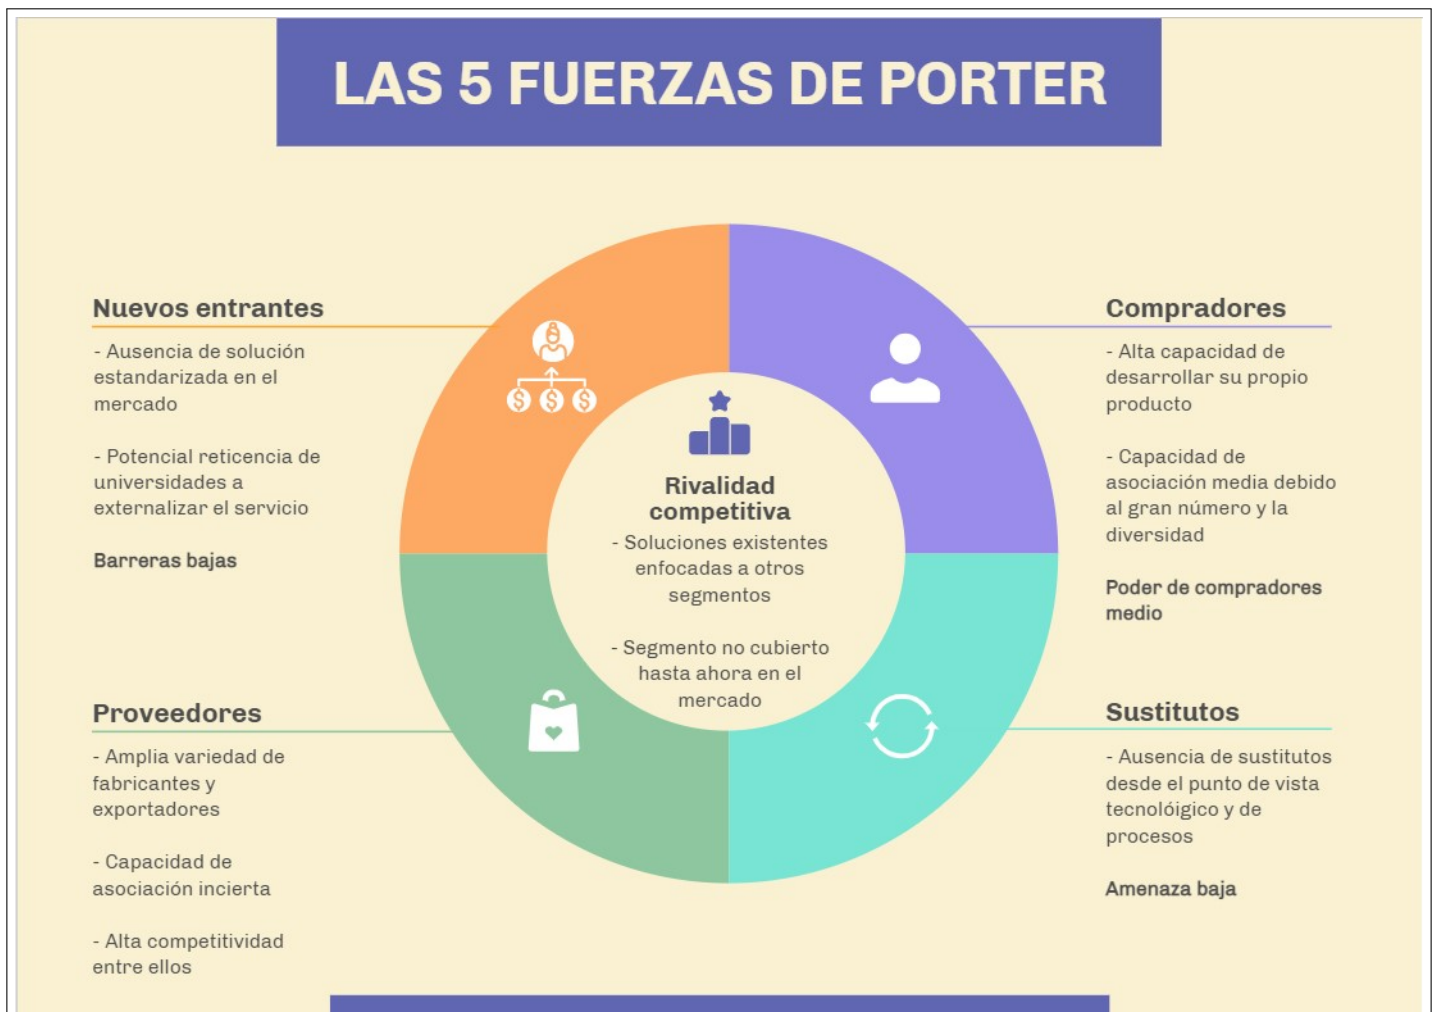 LAS 5 FUERZAS DE PORTER
Nuevos entrantes
- Ausencia de solución
estandarizada en el
mercado
- Potencial reticencia de
universidades a
externalizar el servicio
Barreras bajas
Compradores
- Alta capacidad de
desarrollar su propio
producto
- Capacidad de
asociación media debido
al gran número y la
diversidad
Poder de compradores
medio
Rivalidad
competitiva
- Soluciones existentes
enfocadas a otros
segmentos
- Segmento no cubierto
hasta ahora en el
mercado
Proveedores
- Amplia variedad de
fabricantes y
exportadores
- Capacidad de
asociación incierta
- Alta competitividad
entre ellos
Sustitutos
- Ausencia de sustitutos
desde el punto de vista
tecnolóigico y de
procesos
Amenaza baja